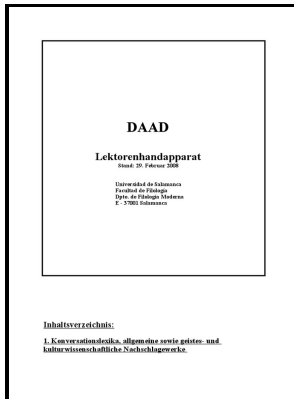 DAAD
Lektorenhandapparat
Stand: 29. Februar 2008
Universidad de Salamanca
Facultad de Filología
Dpto. de Filología Moderna
E - 37001 Salamanca
Inhaltsverzeichnis:
1. Konversationslexika, allgemeine sowie geistes- und
kulturwissenschaftliche Nachschlagewerke